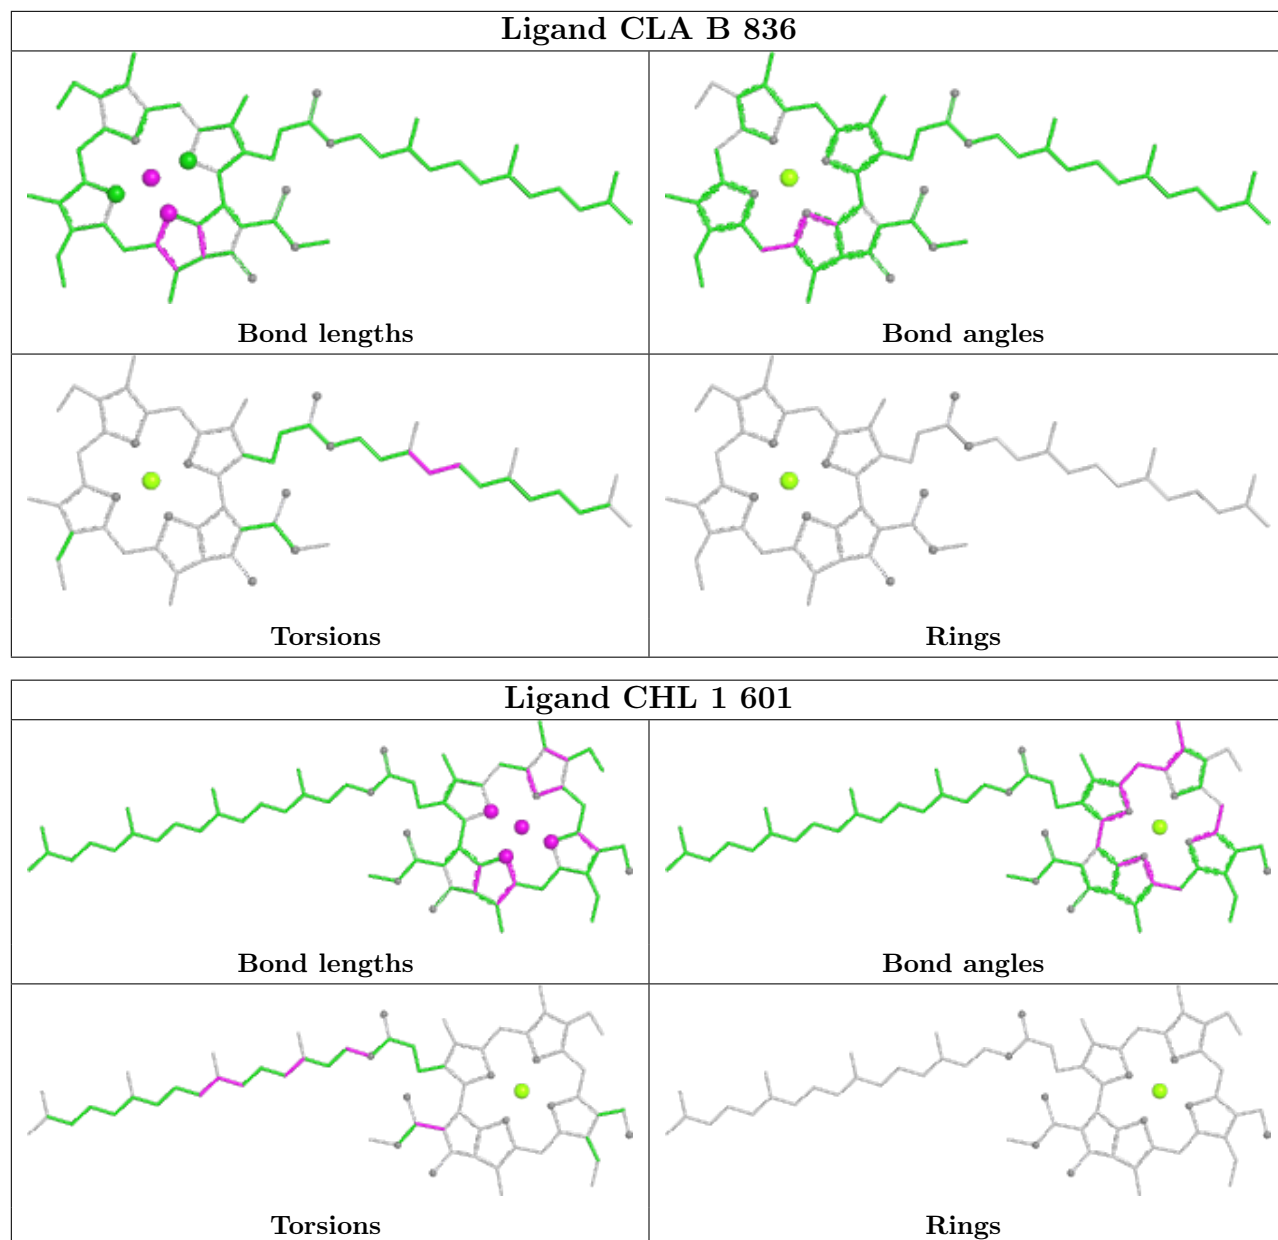 Ligand CLA B 836
Bond lengths
Bond angles
Torsions
Rings
Ligand CHL 1 601
Bond lengths
Bond angles
Torsions
Rings